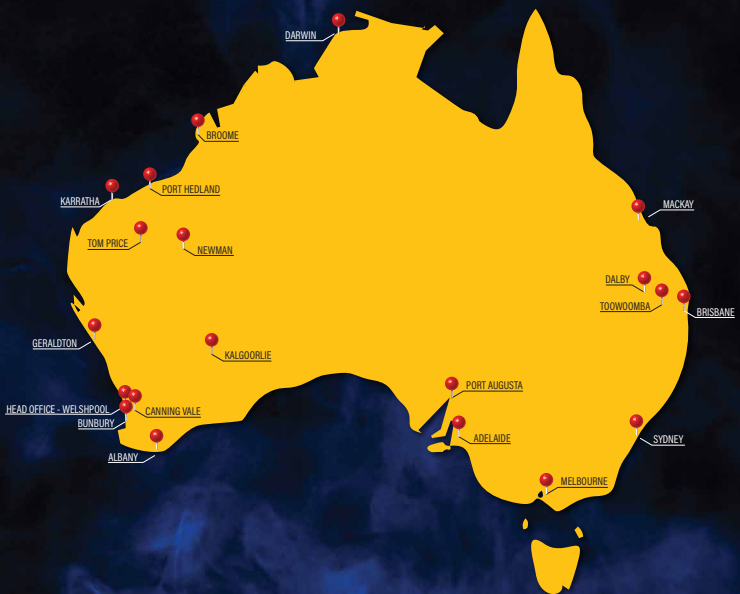 DARWIN
BROOME
PORT HEDLAND
KARRATHA
MACKAY
TOM PRICE
NEWMAN
DALBY
TOOWOOMBA
BRISBANE
GERALDTON
KALGOORLIE
PORT AUGUSTA
HEAD OFFICE - WELSHPOOL
CANNING VALE
BUNBURY
ADELAIDE
SYDNEY
ALBANY
MELBOURNE